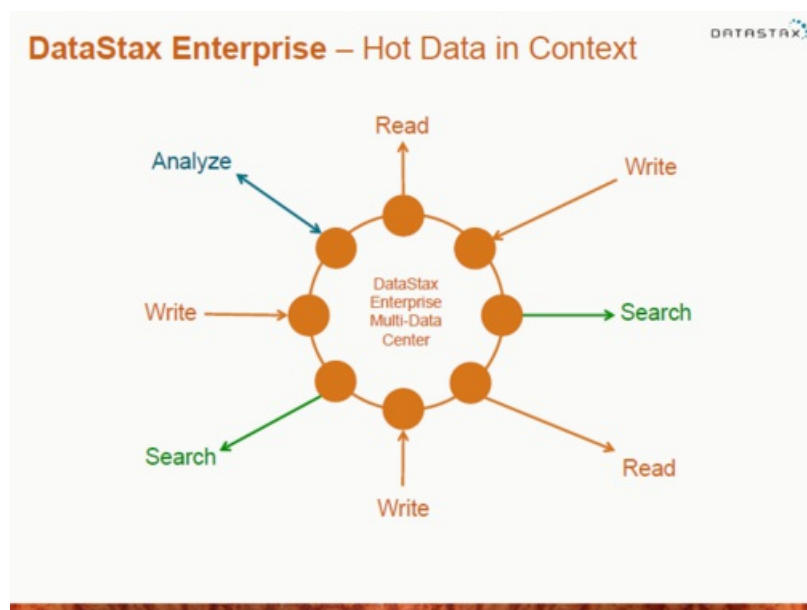 DataStax Enterprise – Hot Data in Context
DATASTAX
Read
Analyze
Write
DataStax
Enterprise
Multi-Data
Center
Write
Search
Search
Read
Write